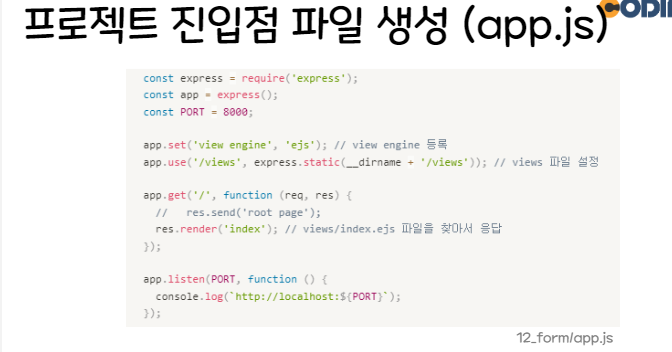 프로젝트 진입점 파일 생성 (app.js)
const express = require('express');
const app = express();
const PORT = 8000;
app.set('view engine', 'ejs'); // view engine 등록
app.use('/views', express.static(__dirname + '/views')); // views 파일 설정
app.get('/', function (req, res) {
//   res.send('root page');
res.render('index'); // views/index.ejs 파일을 찾아서 응답
});
app.listen(PORT, function () {
console.log(`http://localhost:${PORT}`);
});
12_form/app.js